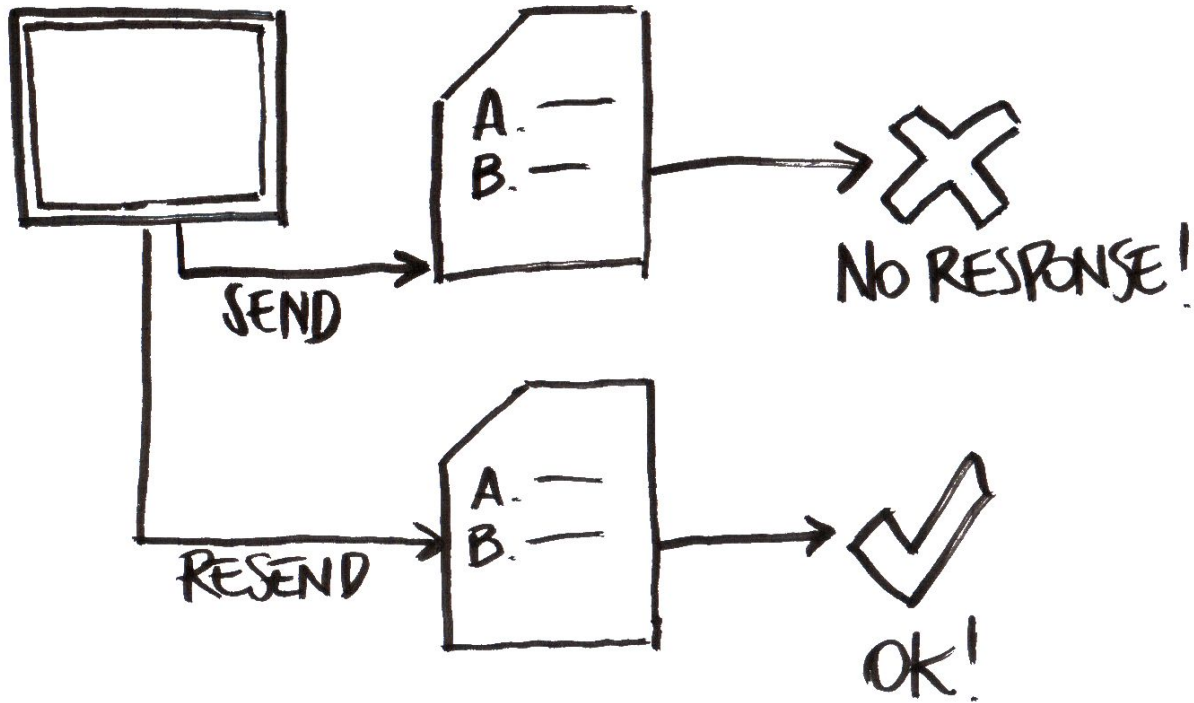 A.
B.
SEND
NO RESPONSE!
A.
B.
RESEND
OK!